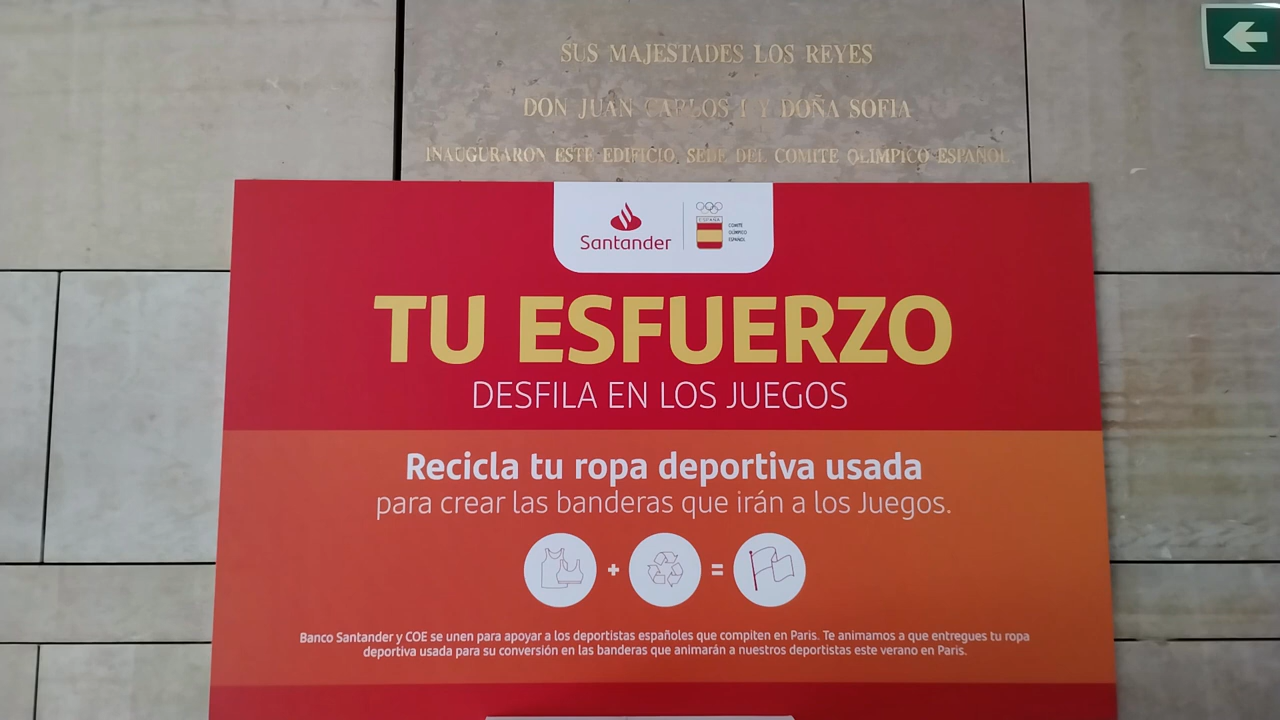 SUS MAJESTADES LOS REYES
DON JUAN CARLOS I Y DOÑA SOFIA
INAUGURARON ESTE EDIFICIO, SEDE DEL COMITE OLIMPICO ESPAÑOL
Santander
ESPAÑA
COMITÉ
OLÍMPICO
ESPAÑOL
TU ESFUERZO
DESFILA EN LOS JUEGOS
Recicla tu ropa deportiva usada
para crear las banderas que irán a los Juegos.
+ =
Banco Santander y COE se unen para apoyar a los deportistas españoles que compiten en Paris. Te animamos a que entregues tu ropa
deportiva usada para su conversión en las banderas que animarán a nuestros deportistas este verano en Paris.